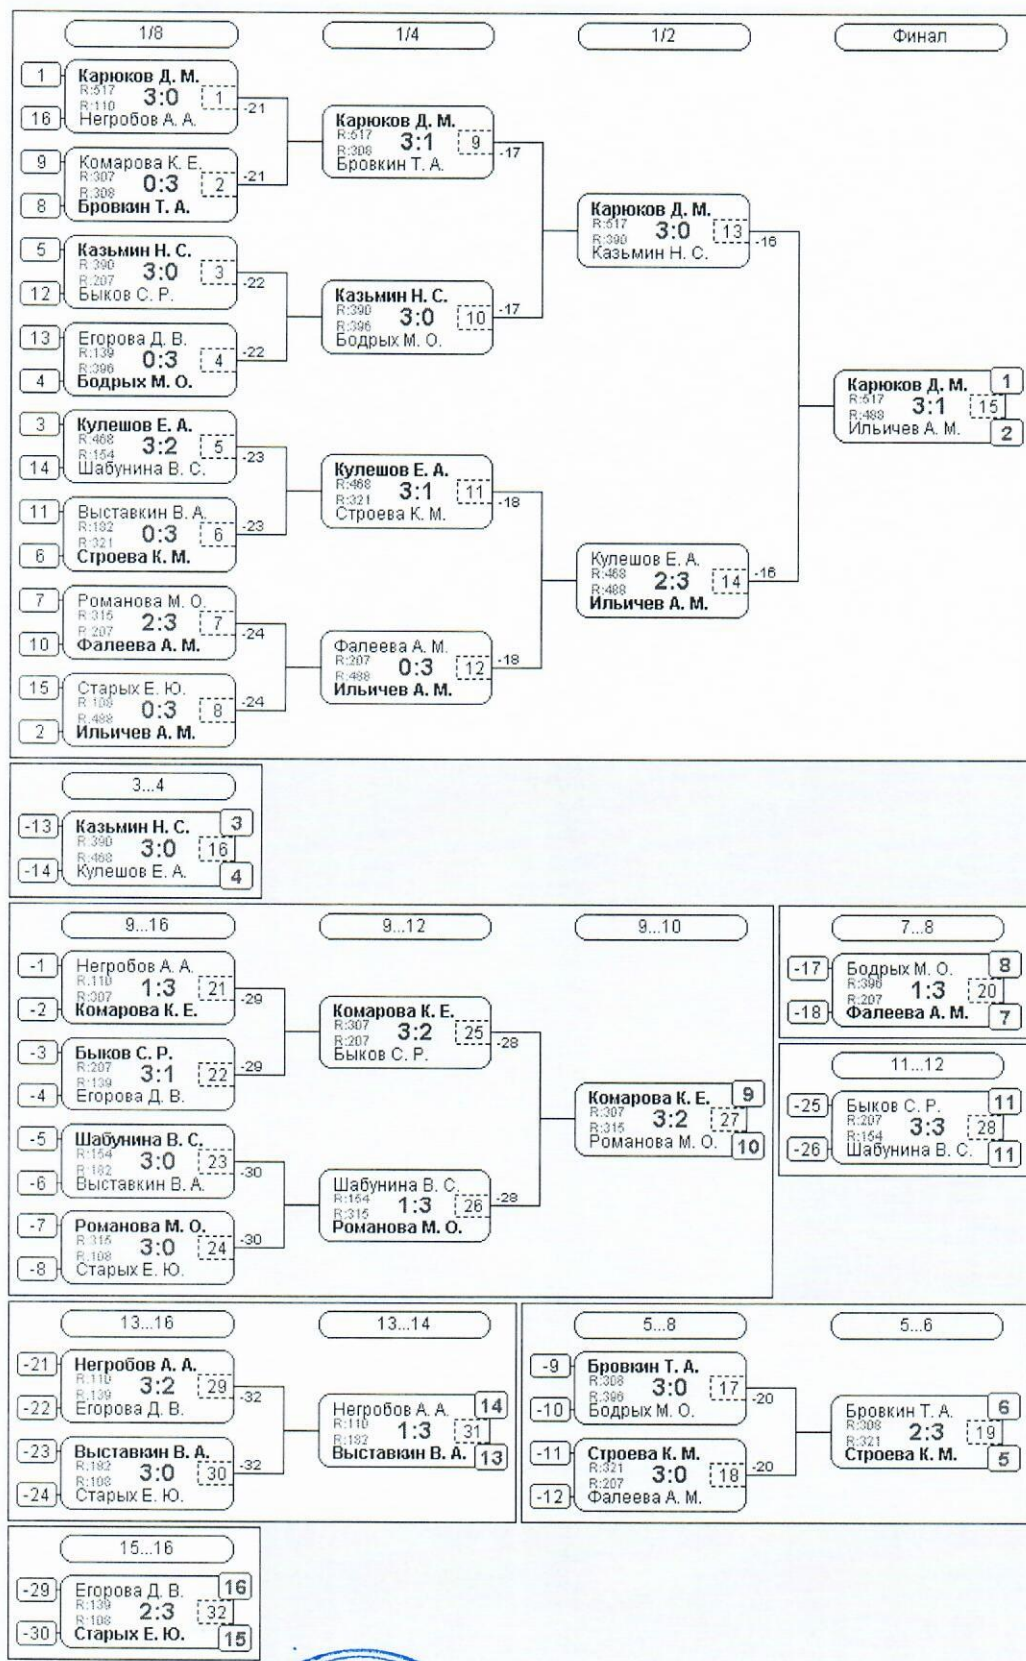 1/8 1/4 1/2 Финал
1 Карюков Д. М.
R:517 3:0 1 -21
R:110
16 Негробов А. А.
9 Комарова К. Е.
R:307 0:3 2 -21
R:308
8 Бровкин Т. А.
5 Казьмин Н. С.
R:390 3:0 3 -22
R:207
12 Быков С. Р.
13 Егорова Д. В.
R:139 0:3 4 -22
R:396
4 Бодрых М. О.
3 Кулешов Е. А.
R:468 3:2 5 -23
R:154
14 Шабунина В. С.
11 Выставкин В. А.
R:182 0:3 6 -23
R:321
6 Строева К. М.
7 Романова М. О.
R:315 2:3 7 -24
R:207
10 Фалеева А. М.
15 Старых Е. Ю.
R:108 0:3 8 -24
R:488
2 Ильичев А. М.
Карюков Д. М.
R:517 3:1 9 -17
R:308
Бровкин Т. А.
Казьмин Н. С.
R:390 3:0 10 -17
R:396
Бодрых М. О.
Кулешов Е. А.
R:468 3:1 11 -18
R:321
Строева К. М.
Фалеева А. М.
R:207 0:3 12 -18
R:488
Ильичев А. М.
Карюков Д. М.
R:517 3:0 13 -16
R:390
Казьмин Н. С.
Кулешов Е. А.
R:468 2:3 14 -16
R:488
Ильичев А. М.
Карюков Д. М. 1
R:517 3:1 15
R:488
Ильичев А. М. 2
3...4
-13 Казьмин Н. С. 3
R:390 3:0 16
R:468
-14 Кулешов Е. А. 4
9...16 9...12 9...10
-1 Негробов А. А.
R:110 1:3 21 -29
R:307
-2 Комарова К. Е.
-3 Быков С. Р.
R:207 3:1 22 -29
R:139
-4 Егорова Д. В.
-5 Шабунина В. С.
R:154 3:0 23 -30
R:182
-6 Выставкин В. А.
-7 Романова М. О.
R:315 3:0 24 -30
R:108
-8 Старых Е. Ю.
Комарова К. Е.
R:307 3:2 25 -28
R:207
Быков С. Р.
Шабунина В. С.
R:154 1:3 26 -28
R:315
Романова М. О.
Комарова К. Е. 9
R:307 3:2 27
R:315
Романова М. О. 10
7...8
-17 Бодрых М. О. 8
R:396 1:3 20
R:207
-18 Фалеева А. М. 7
11...12
-25 Быков С. Р. 11
R:207 3:3 28
R:154
-26 Шабунина В. С. 11
13...16 13...14
-21 Негробов А. А.
R:110 3:2 29 -32
R:139
-22 Егорова Д. В.
-23 Выставкин В. А.
R:182 3:0 30 -32
R:108
-24 Старых Е. Ю.
Негробов А. А. 14
R:110 1:3 31
R:182
Выставкин В. А. 13
5...8 5...6
-9 Бровкин Т. А.
R:308 3:0 17 -20
R:396
-10 Бодрых М. О.
-11 Строева К. М.
R:321 3:0 18 -20
R:207
-12 Фалеева А. М.
Бровкин Т. А. 6
R:308 2:3 19
R:321
Строева К. М. 5
15...16
-29 Егорова Д. В. 16
R:139 2:3 32
R:108
-30 Старых Е. Ю. 15